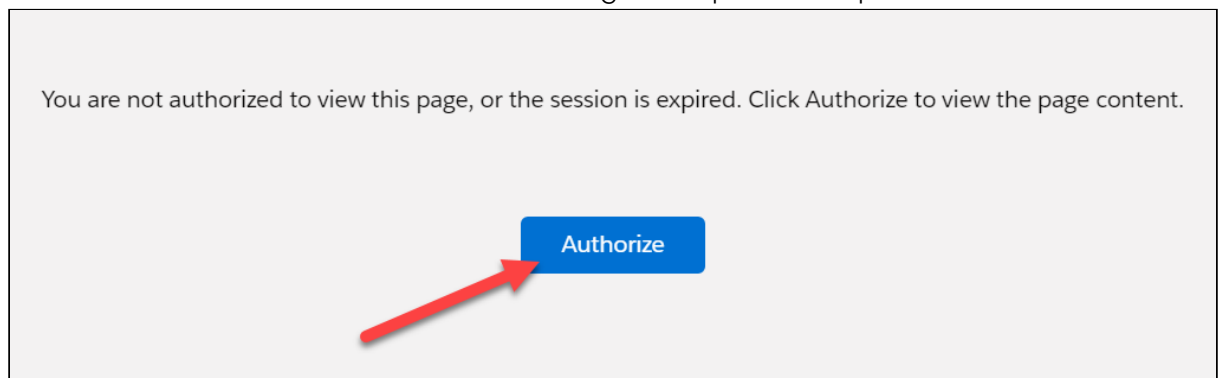 You are not authorized to view this page, or the session is expired. Click Authorize to view the page content.
Authorize